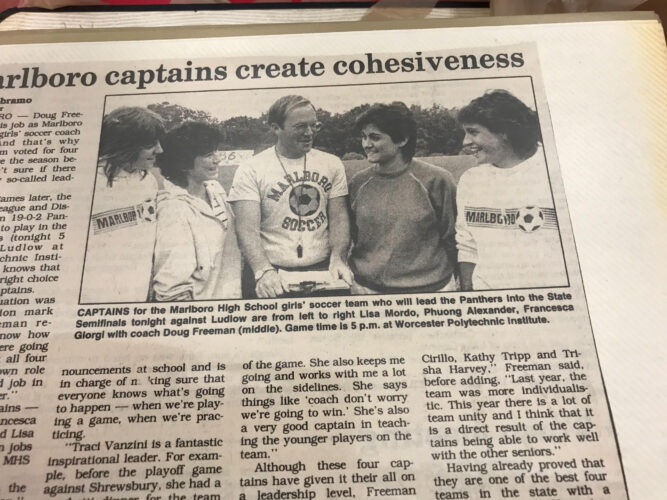 arlboro captains create cohesiveness
bramo
RO — Doug Free-
is job as Marlboro
girls' soccer coach
nd that's why
m voted for four
e the season be-
't sure if there
y so-called lead-
ames later, the
eague and Dis-
n 19-0-2 Pan-
to play in the
s (tonight 5
Ludlow at
technic Insti-
knows that
right choice
ptains.
uation was
ion mark
eman re-
now how
ere going
all four
own role
d job in
er."
ains —
ancesca
d Lisa
n jobs
MHS
in the
MARLBO
MARLBORO
SOCCER
MARLBORO
CAPTAINS for the Marlboro High School girls' soccer team who will lead the Panthers into the State
Semifinals tonight against Ludlow are from left to right Lisa Mordo, Phuong Alexander, Francesca
Giorgi with coach Doug Freeman (middle). Game time is 5 p.m. at Worcester Polytechnic Institute.
nouncements at school and is
in charge of making sure that
everyone knows what's going
to happen — when we're play-
ing a game, when we're prac-
ticing.
"Traci Vanzini is a fantastic
inspirational leader. For exam-
ple, before the playoff game
against Shrewsbury, she had a
dinner for the team
of the game. She also keeps me
going and works with me a lot
on the sidelines. She says
things like 'coach don't worry
we're going to win.' She's also
a very good captain in teach-
ing the younger players on the
team."
Although these four cap-
tains have given it their all on
a leadership level, Freeman
Cirillo, Kathy Tripp and Tri-
sha Harvey," Freeman said,
before adding, "Last year, the
team was more individualis-
tic. This year there is a lot of
team unity and I think that it
is a direct result of the cap-
tains being able to work well
with the other seniors."
Having already proved that
they are one of the best four
teams in the state with a